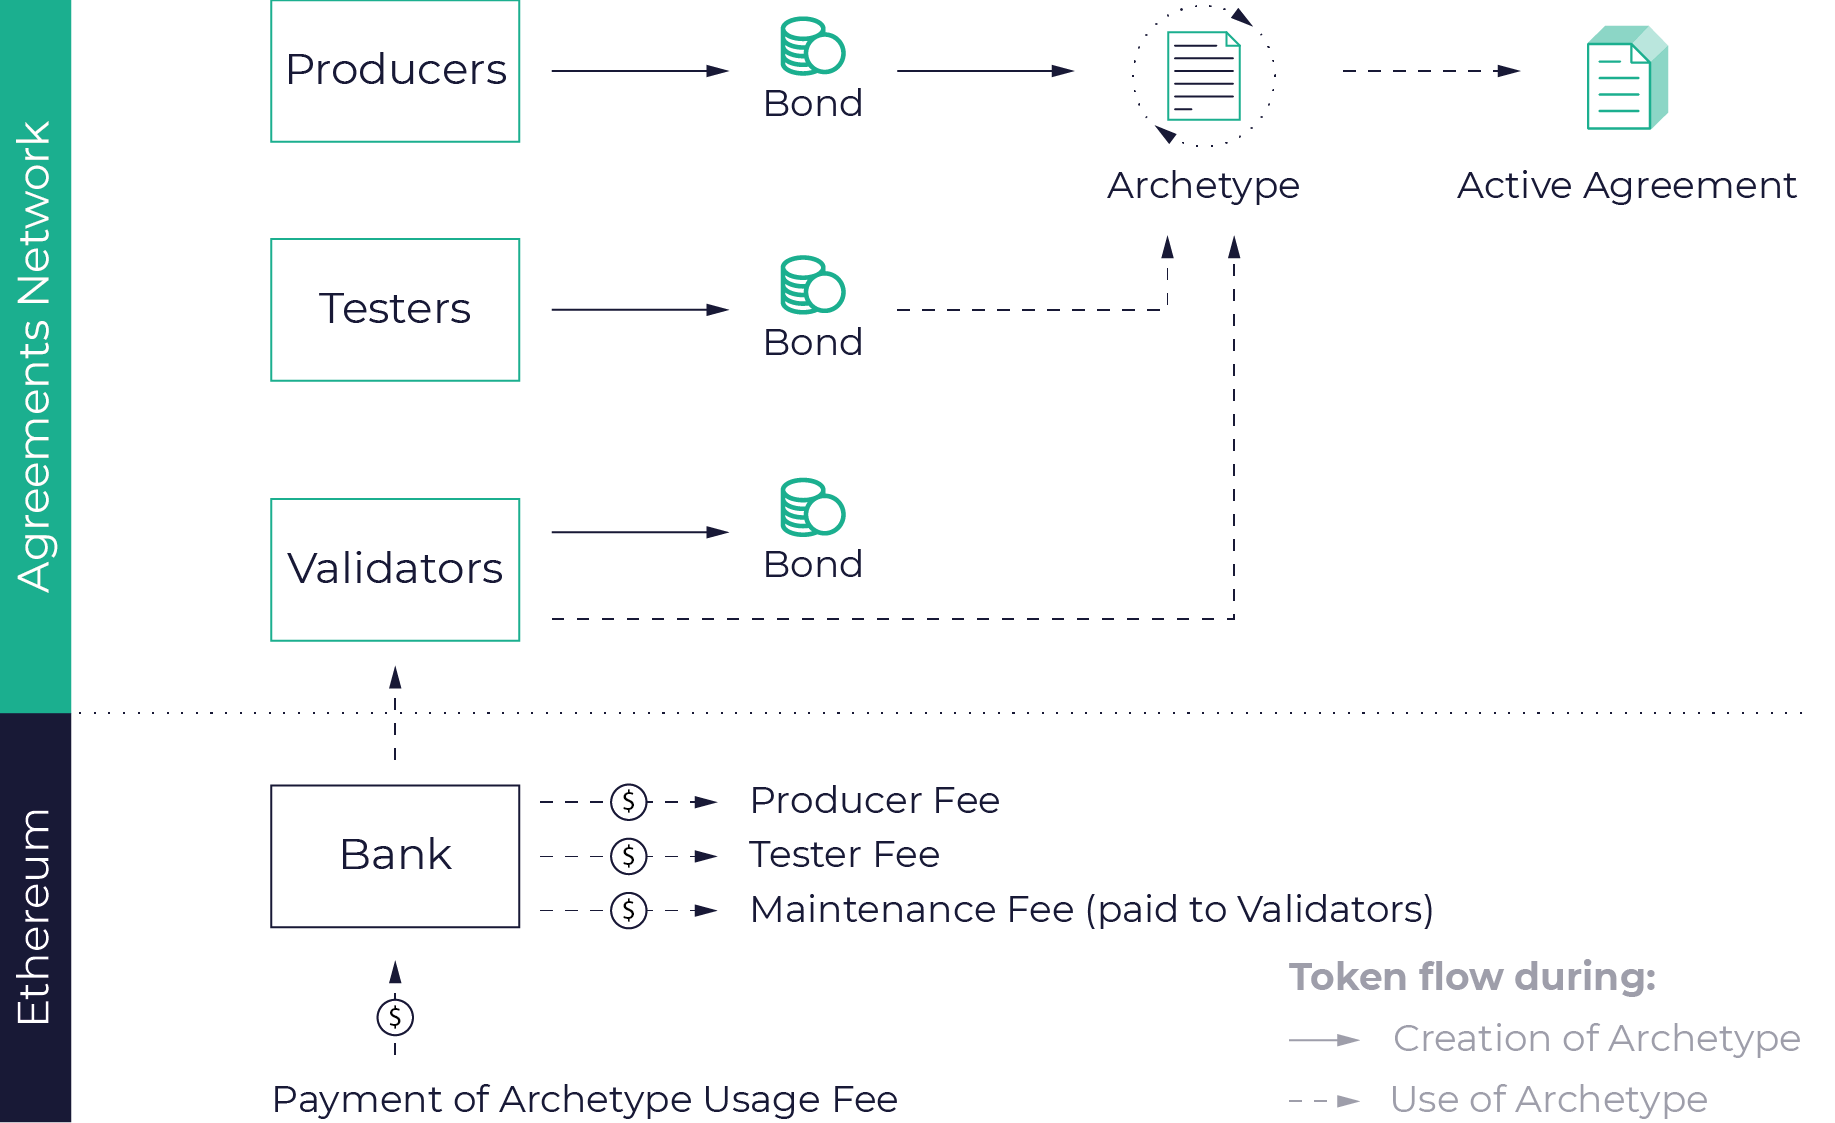 Agreements Network
Producers
Bond
Archetype
Active Agreement
Testers
Bond
Validators
Bond
Ethereum
Bank
$ Producer Fee
$ Tester Fee
$ Maintenance Fee (paid to Validators)
$
Payment of Archetype Usage Fee
Token flow during:
Creation of Archetype
Use of Archetype